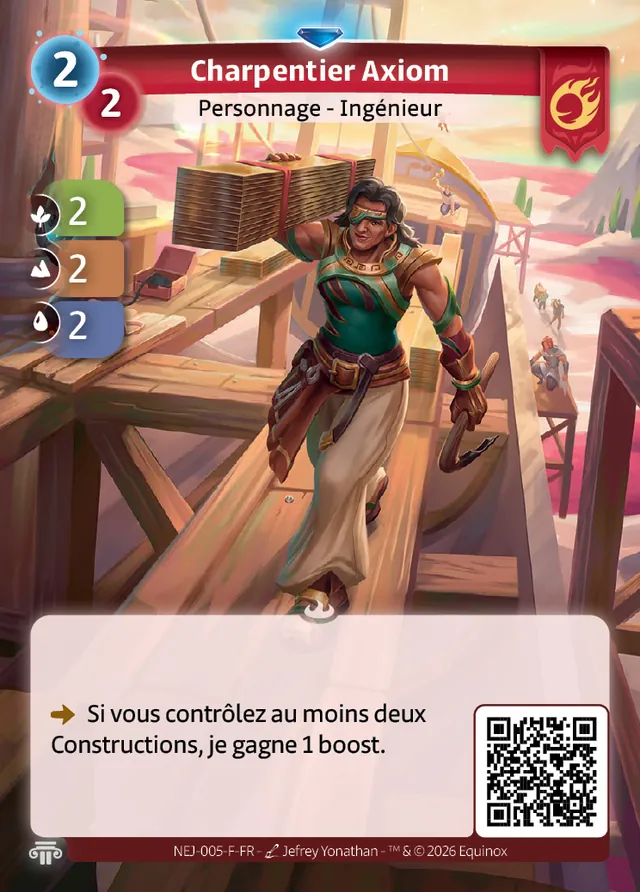 2
Charpentier Axiom
2
Personnage - Ingénieur
2
2
2
Si vous contrôlez au moins deux
Constructions, je gagne 1 boost.
NEJ-005-F-FR - Jefrey Yonathan - ™ & © 2026 Equinox